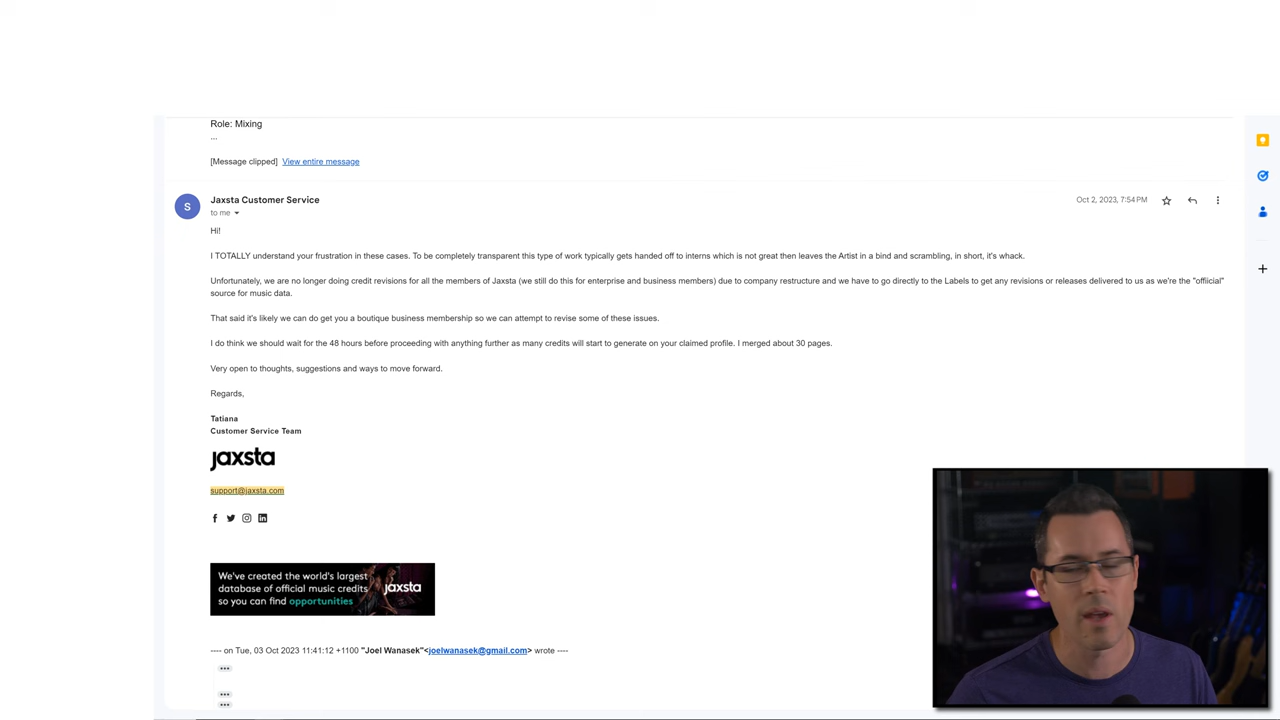 Role: Mixing
...
[Message clipped] View entire message
S
Jaxsta Customer Service
Oct 2, 2023, 7:54 PM
to me
Hi!
I TOTALLY understand your frustration in these cases. To be completely transparent this type of work typically gets handed off to interns which is not great then leaves the Artist in a bind and scrambling, in short, it's whack.
Unfortunately, we are no longer doing credit revisions for all the members of Jaxsta (we still do this for enterprise and business members) due to company restructure and we have to go directly to the Labels to get any revisions or releases delivered to us as we're the "offiicial"
source for music data.
That said it's likely we can do get you a boutique business membership so we can attempt to revise some of these issues.
I do think we should wait for the 48 hours before proceeding with anything further as many credits will start to generate on your claimed profile. I merged about 30 pages.
Very open to thoughts, suggestions and ways to move forward.
Regards,
Tatiana
Customer Service Team
jaxsta
support@jaxsta.com
We've created the world's largest
database of official music credits
so you can find opportunities
jaxsta
---- on Tue, 03 Oct 2023 11:41:12 +1100 "Joel Wanasek"<joelwanasek@gmail.com> wrote ----